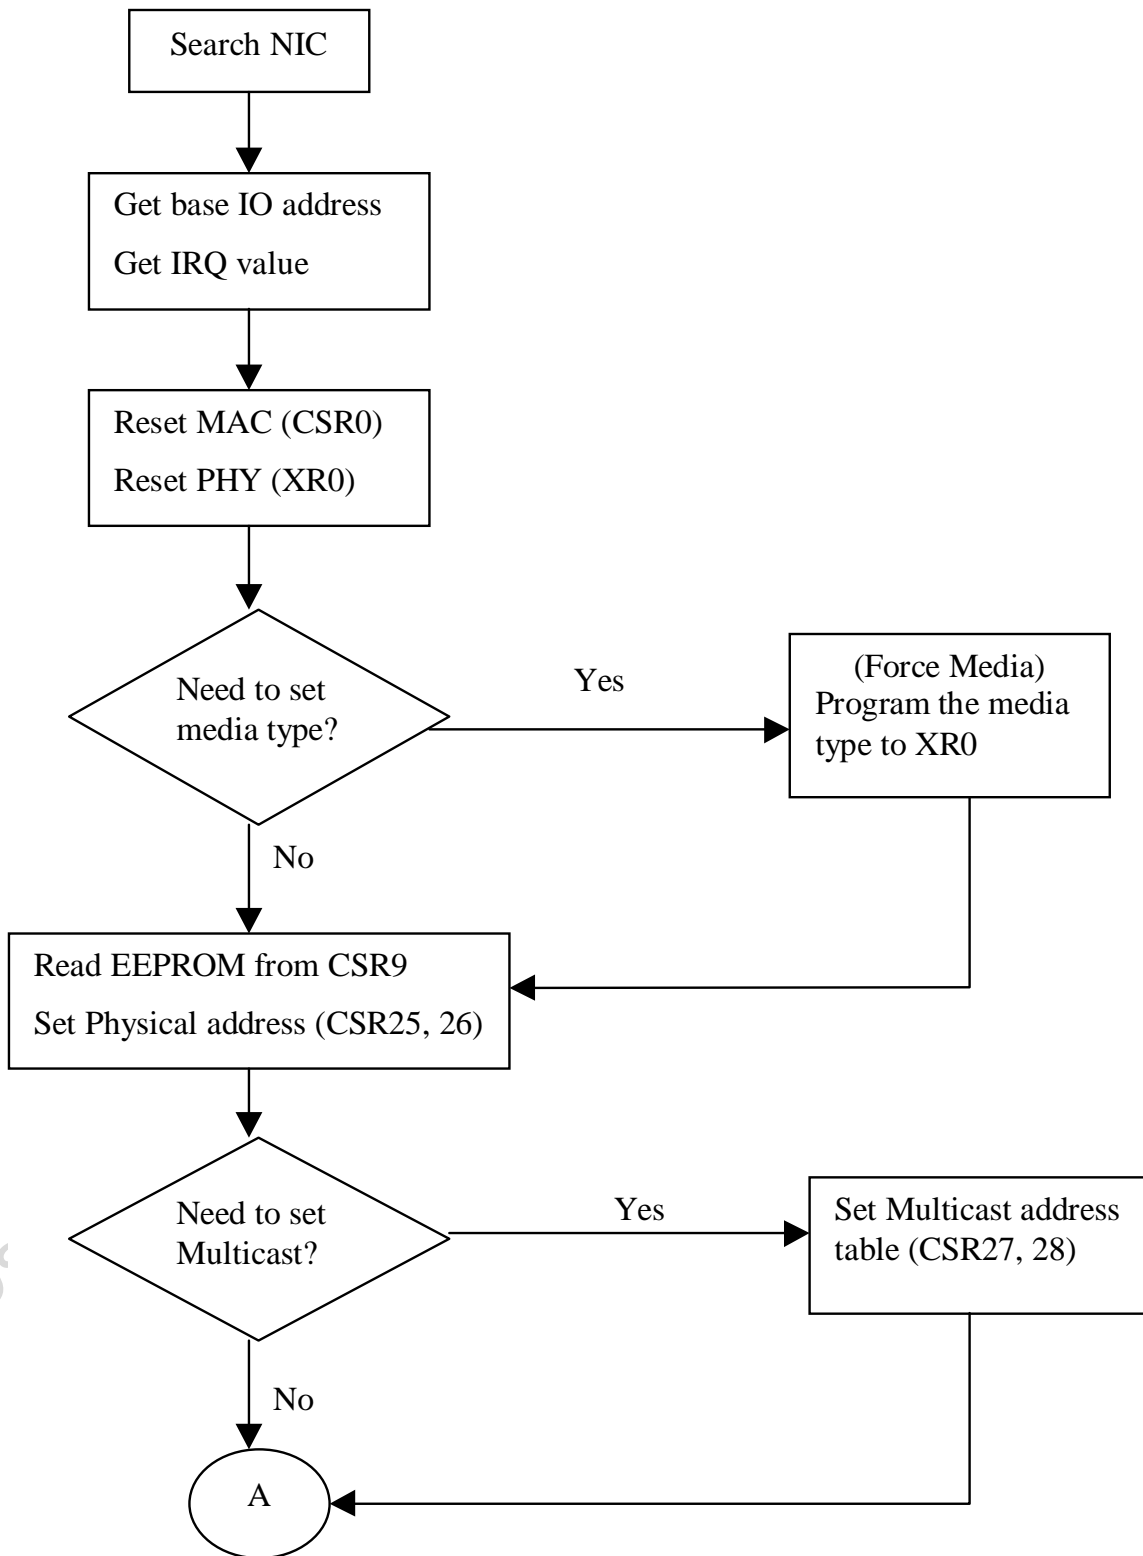 Search NIC
Get base IO address
Get IRQ value
Reset MAC (CSR0)
Reset PHY (XR0)
Need to set
media type?
Yes
(Force Media)
Program the media
type to XR0
No
Read EEPROM from CSR9
Set Physical address (CSR25, 26)
Need to set
Multicast?
Yes
Set Multicast address
table (CSR27, 28)
No
A